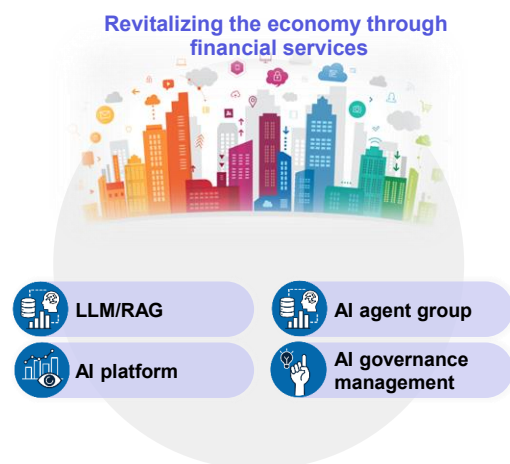 Revitalizing the economy through
financial services
LLM/RAG
AI agent group
AI platform
AI governance
management